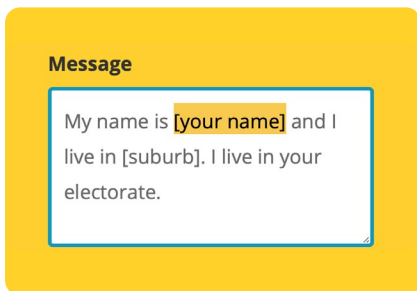 Message
My name is [your name] and I
live in [suburb]. I live in your
electorate.